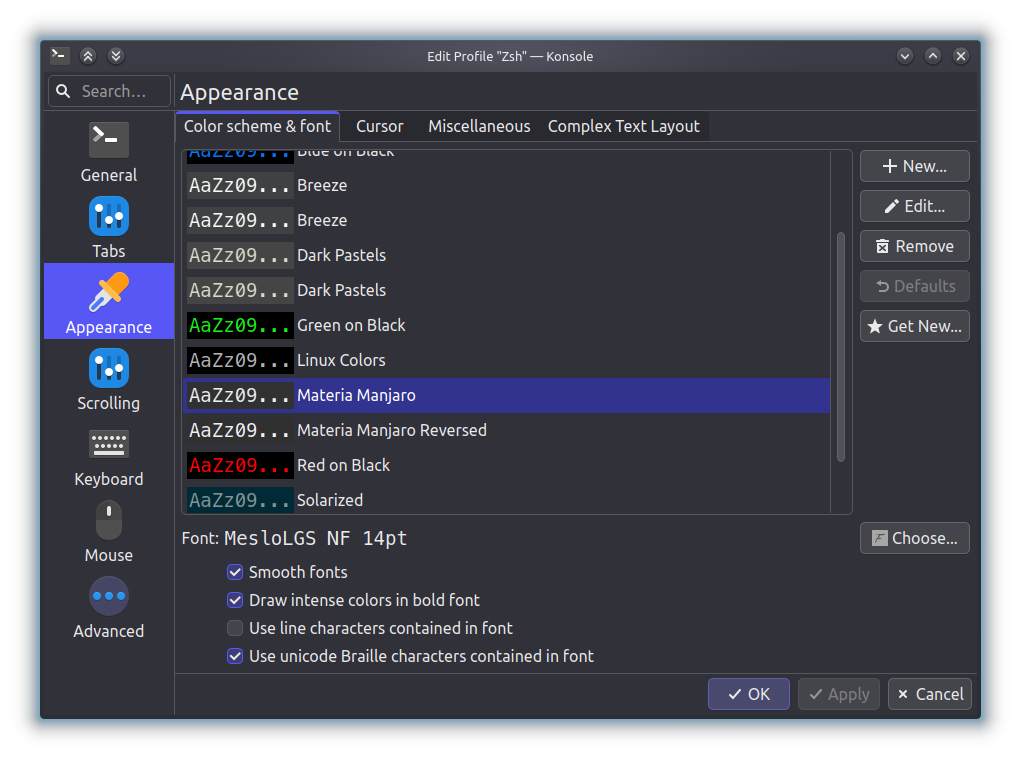 Edit Profile "Zsh" — Konsole
Search...
Appearance
General
Tabs
Appearance
Scrolling
Keyboard
Mouse
Advanced
Color scheme & font
Cursor
Miscellaneous
Complex Text Layout
AaZz09... Blue on Black
AaZz09... Breeze
AaZz09... Breeze
AaZz09... Dark Pastels
AaZz09... Dark Pastels
AaZz09... Green on Black
AaZz09... Linux Colors
AaZz09... Materia Manjaro
AaZz09... Materia Manjaro Reversed
AaZz09... Red on Black
AaZz09... Solarized
New...
Edit...
Remove
Defaults
Get New...
Font: MesloLGS NF 14pt
Choose...
Smooth fonts
Draw intense colors in bold font
Use line characters contained in font
Use unicode Braille characters contained in font
OK
Apply
Cancel